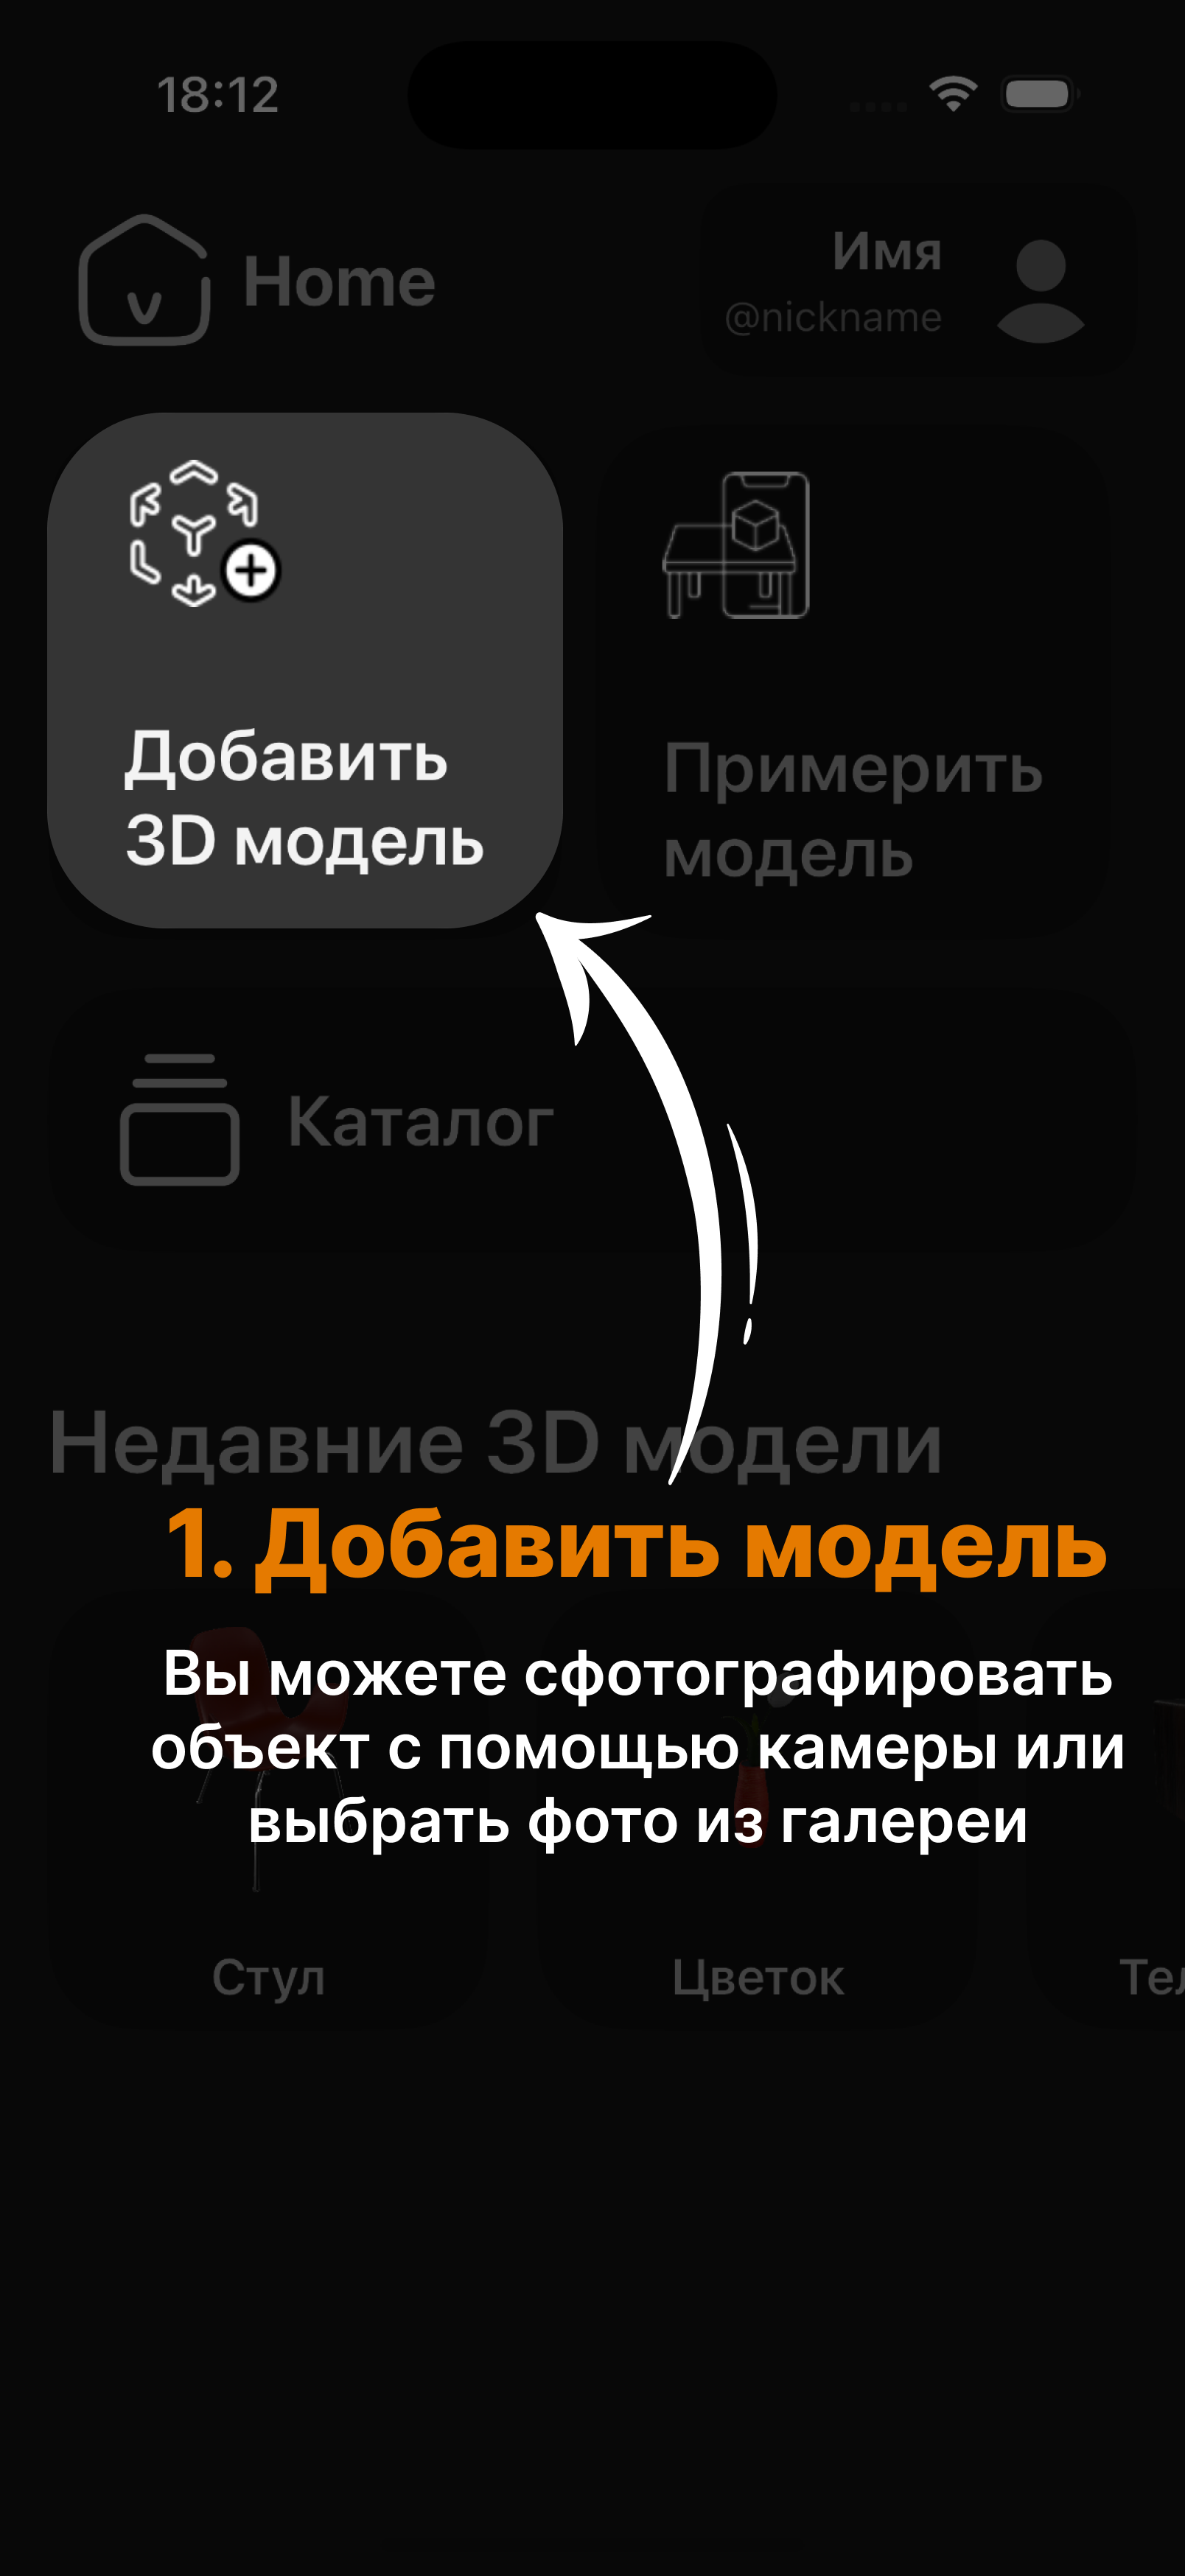 18:12
Home
Имя
@nickname
Добавить
3D модель
Примерить
модель
Каталог
Недавние 3D модели
1. Добавить модель
Вы можете сфотографировать
объект с помощью камеры или
выбрать фото из галереи
Стул
Цветок
Тел